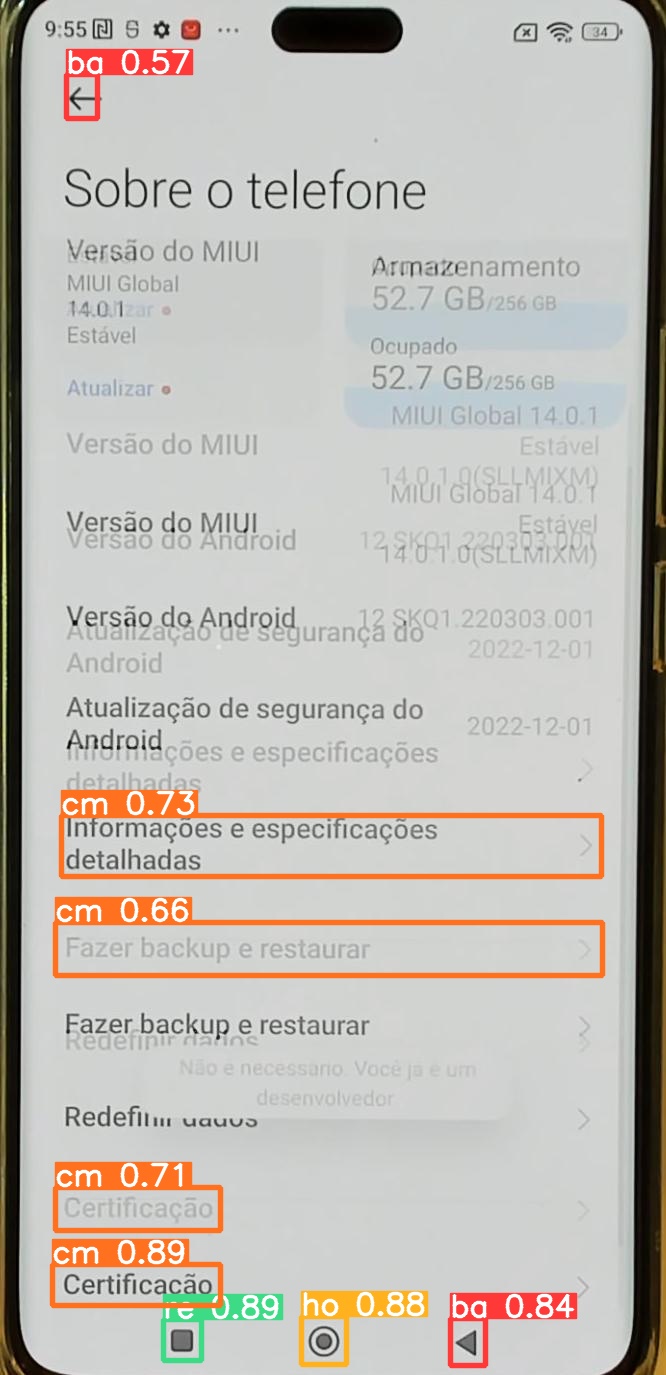 9:55
34
ba 0.57
Sobre o telefone
Versão do MIUI
MIUI Global
14.0.1
Atualizar
Estável
Atualizar
Armazenamento
52.7 GB/256 GB
Ocupado
52.7 GB/256 GB
Versão do MIUI
MIUI Global 14.0.1
Estável
14.0.1.0(SLLMIXM)
Versão do MIUI
MIUI Global 14.0.1
Estável
14.0.1.0(SLLMIXM)
Versão do Android
12 SKQ1.220303.001
Versão do Android
12 SKQ1.220303.001
Atualização de segurança do
Android
2022-12-01
Atualização de segurança do
Android
2022-12-01
Informações e especificações
detalhadas
cm 0.73
Informações e especificações
detalhadas
cm 0.66
Fazer backup e restaurar
Fazer backup e restaurar
Redefinir dados
Não é necessário. Você já é um
desenvolvedor
Redefinir dados
cm 0.71
Certificação
cm 0.89
Certificação
re 0.89
ho 0.88
ba 0.84